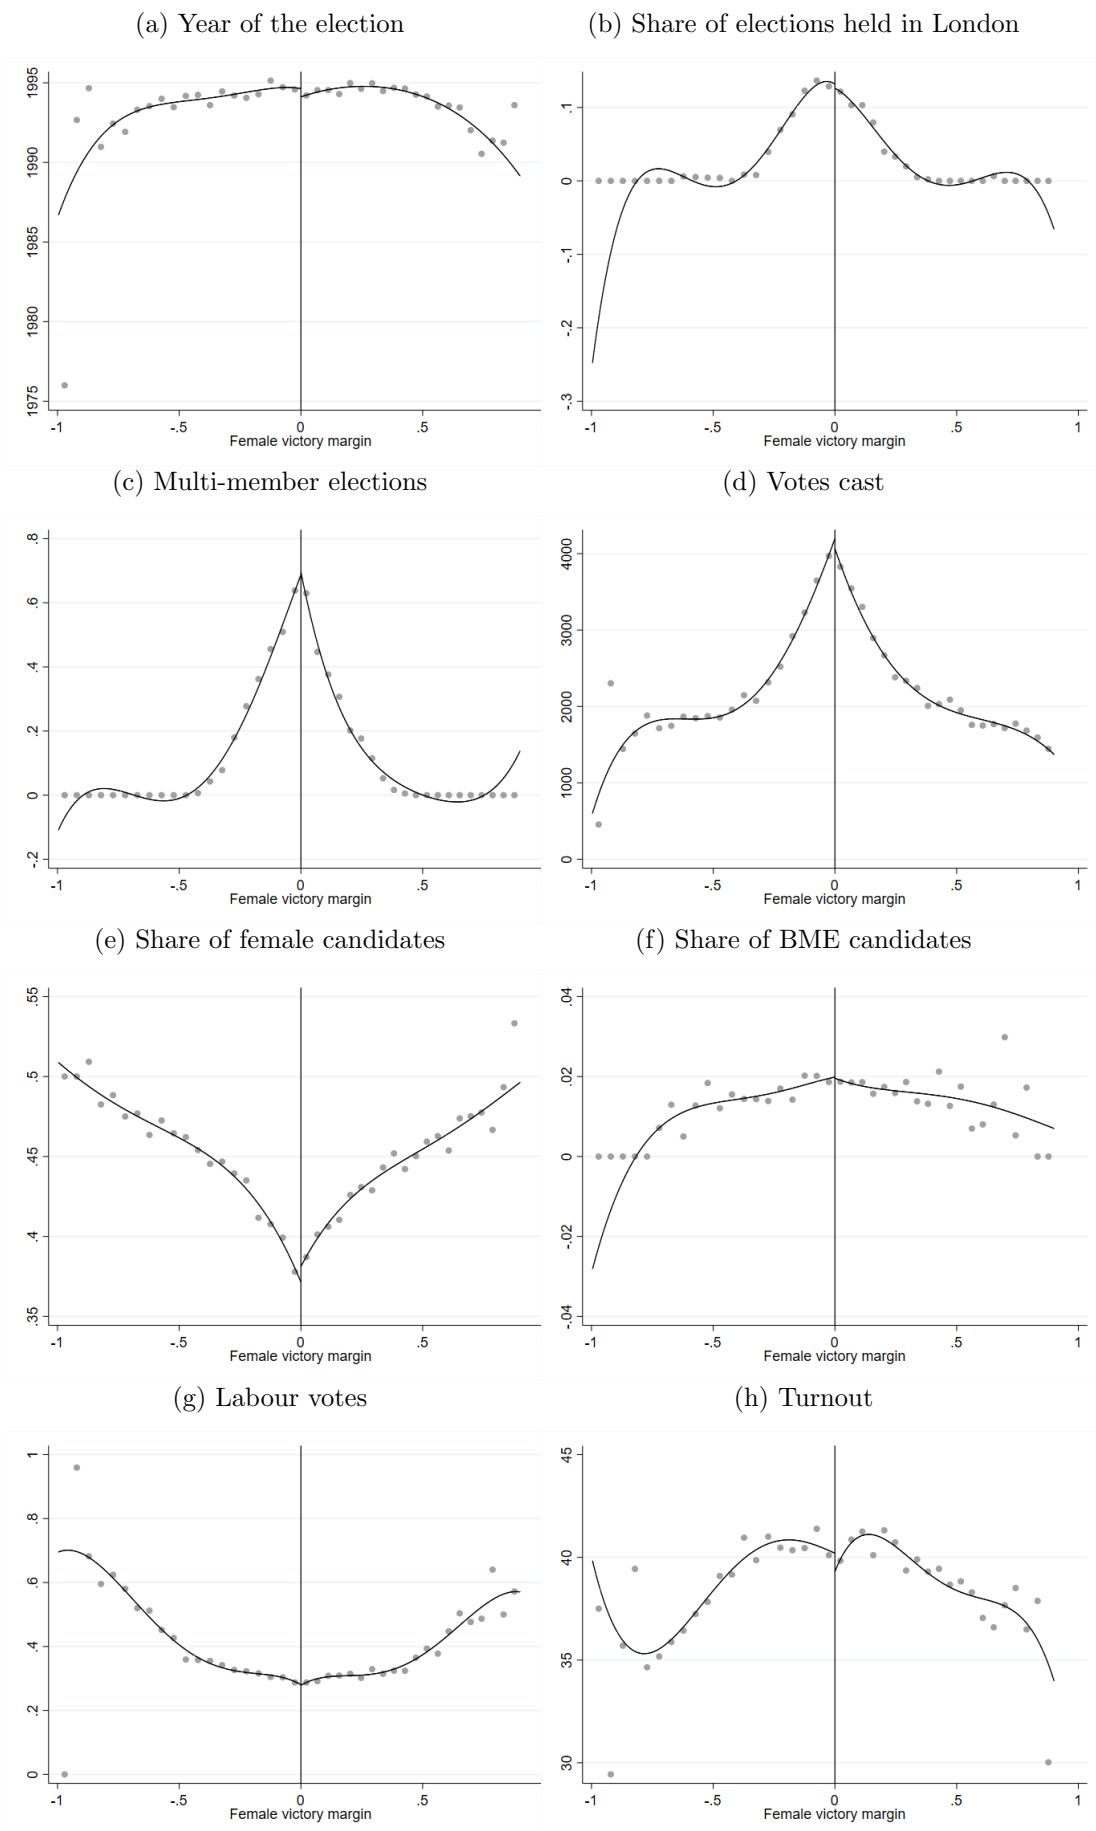 (a) Year of the election
1995
1990
1985
1980
1975
-1 -.5 0 .5
Female victory margin
(b) Share of elections held in London
.1
0
-.1
-.2
-.3
-1 -.5 0 .5 1
Female victory margin
(c) Multi-member elections
.8
.6
.4
.2
0
-.2
-1 -.5 0 .5
Female victory margin
(d) Votes cast
4000
3000
2000
1000
0
-1 -.5 0 .5 1
Female victory margin
(e) Share of female candidates
.55
.5
.45
.4
.35
-1 -.5 0 .5
Female victory margin
(f) Share of BME candidates
.04
.02
0
-.02
-.04
-1 -.5 0 .5 1
Female victory margin
(g) Labour votes
1
.8
.6
.4
.2
0
-1 -.5 0 .5
Female victory margin
(h) Turnout
45
40
35
30
-1 -.5 0 .5 1
Female victory margin